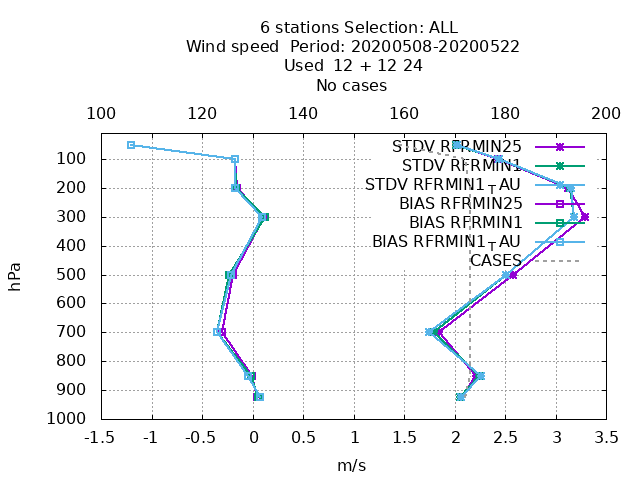 6 stations Selection: ALL
Wind speed  Period: 20200508-20200522
Used  12 + 12 24
No cases
100 120 140 160 180 200
STDV RFRMIN25
STDV RFRMIN1
STDV RFRMIN1_TAU
BIAS RFRMIN25
BIAS RFRMIN1
BIAS RFRMIN1_TAU
CASES
hPa
100
200
300
400
500
600
700
800
900
1000
-1.5 -1 -0.5 0 0.5 1 1.5 2 2.5 3 3.5
m/s